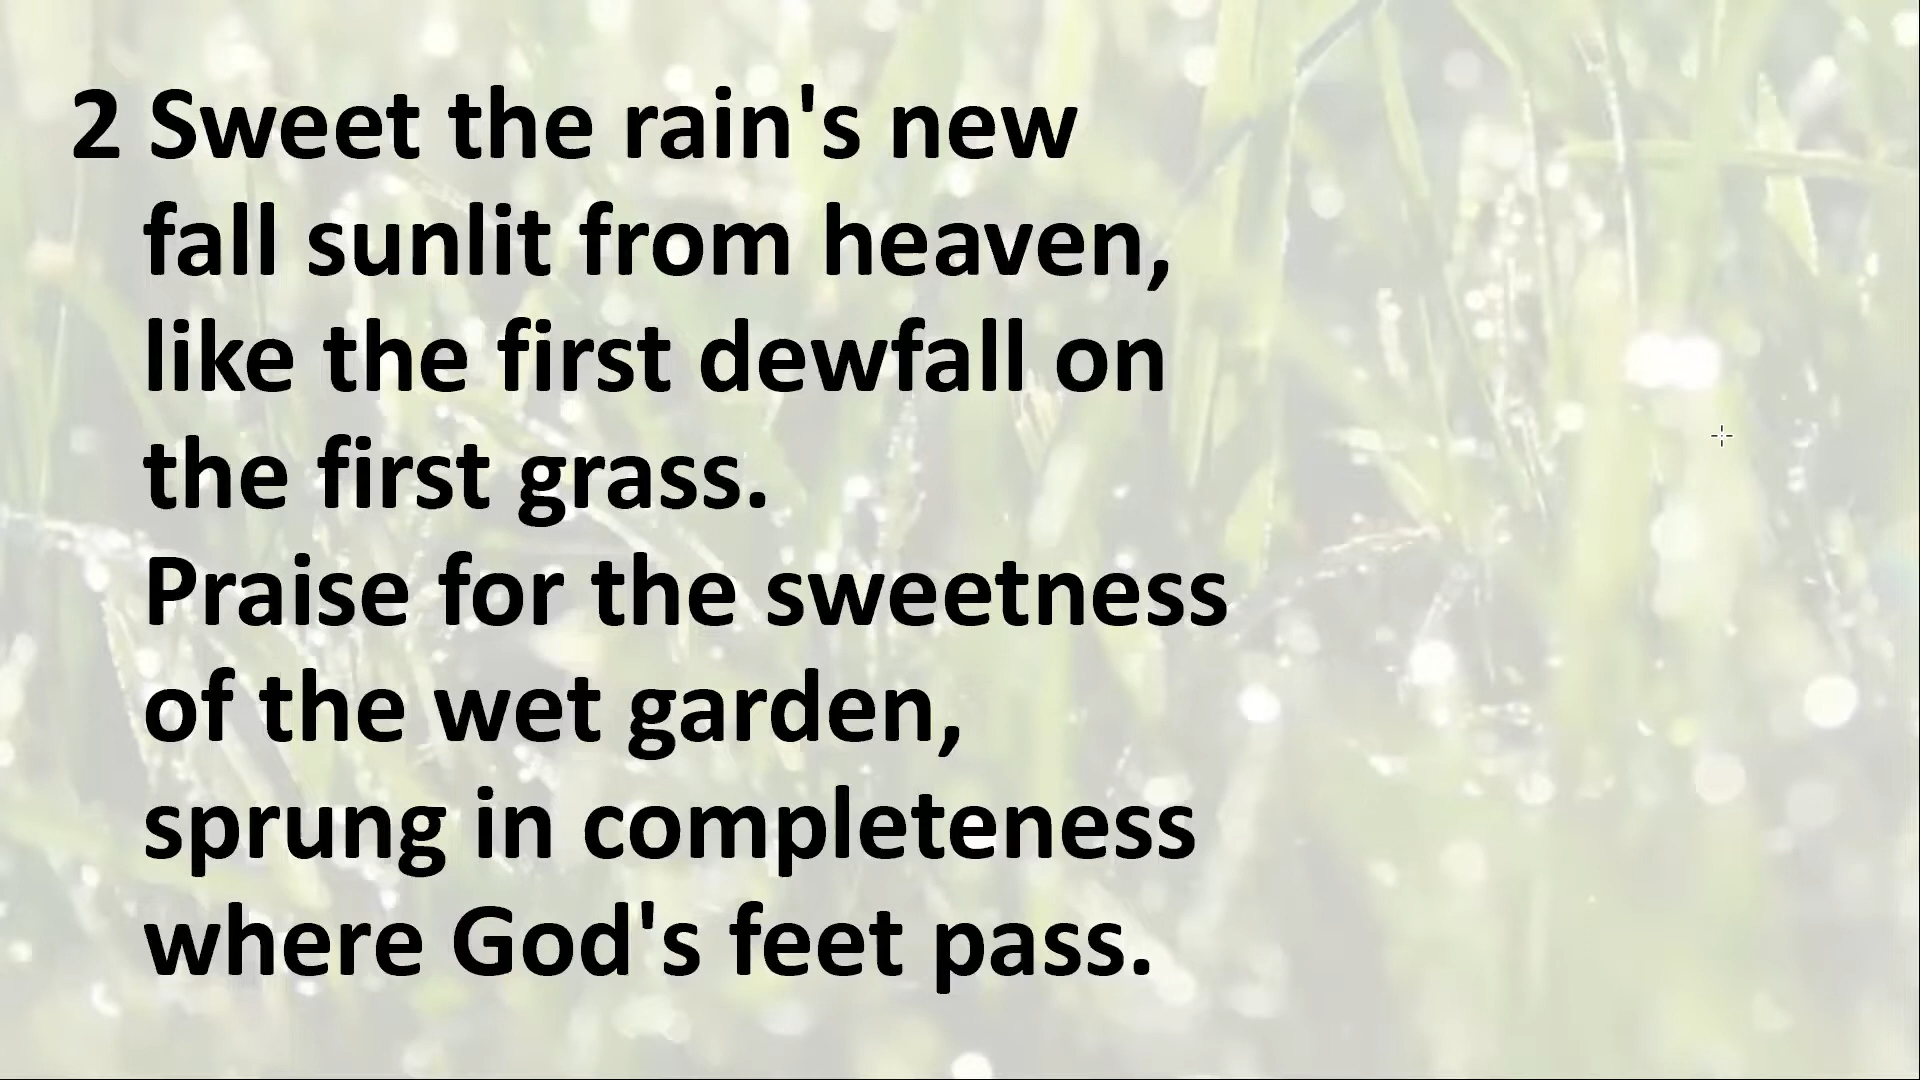 2 Sweet the rain's new
fall sunlit from heaven,
like the first dewfall on
the first grass.
Praise for the sweetness
of the wet garden,
sprung in completeness
where God's feet pass.